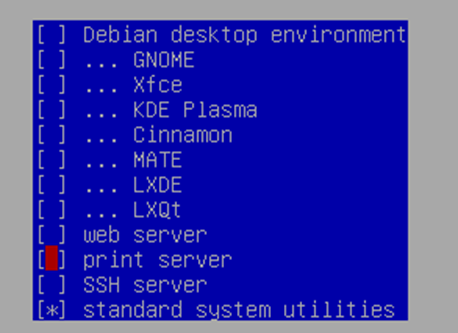 [ ] Debian desktop environment
[ ] ... GNOME
[ ] ... Xfce
[ ] ... KDE Plasma
[ ] ... Cinnamon
[ ] ... MATE
[ ] ... LXDE
[ ] ... LXQt
[ ] web server
[ ] print server
[ ] SSH server
[*] standard system utilities